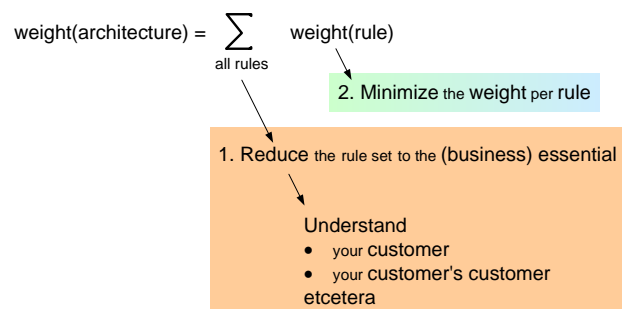 weight(architecture) = ∑ weight(rule)
all rules
2. Minimize the weight per rule
1. Reduce the rule set to the (business) essential
Understand
• your customer
• your customer's customer
etcetera